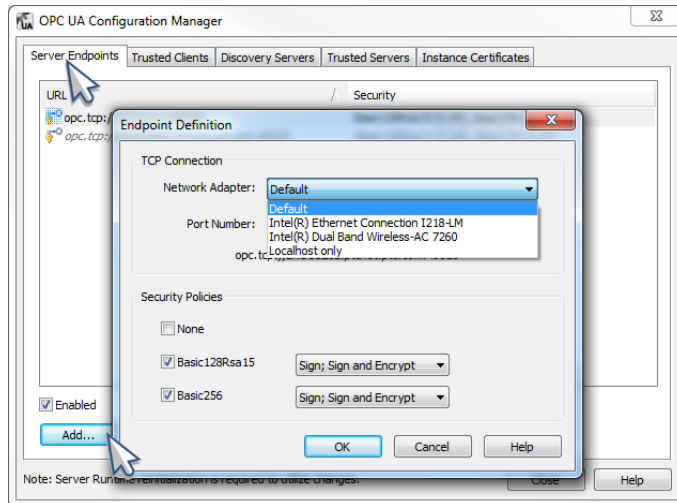 OPC UA Configuration Manager
Server Endpoints Trusted Clients Discovery Servers Trusted Servers Instance Certificates
URL / Security
opc.tcp:/
opc.tcp:/
Endpoint Definition
TCP Connection
Network Adapter: Default
Default
Intel(R) Ethernet Connection I218-LM
Port Number:
Intel(R) Dual Band Wireless-AC 7260
Localhost only
opc.tcp
Security Policies
None
Basic128Rsa15 Sign; Sign and Encrypt
Basic256 Sign; Sign and Encrypt
Enabled
Add...
OK Cancel Help
Note: Server Runtime reinitialization is required to utilize changes.
Close Help